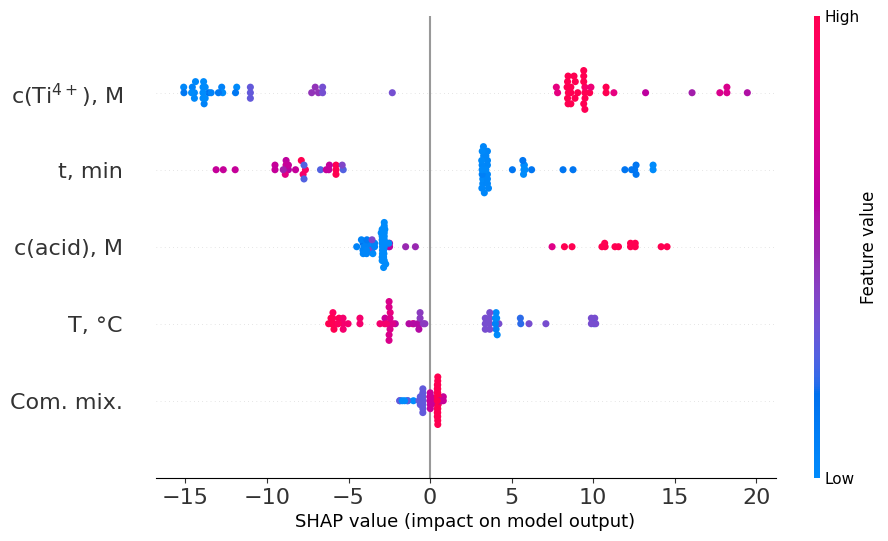 High
c(Ti⁴⁺), M
t, min
c(acid), M
T, °C
Com. mix.
Feature value
Low
−15 −10 −5 0 5 10 15 20
SHAP value (impact on model output)